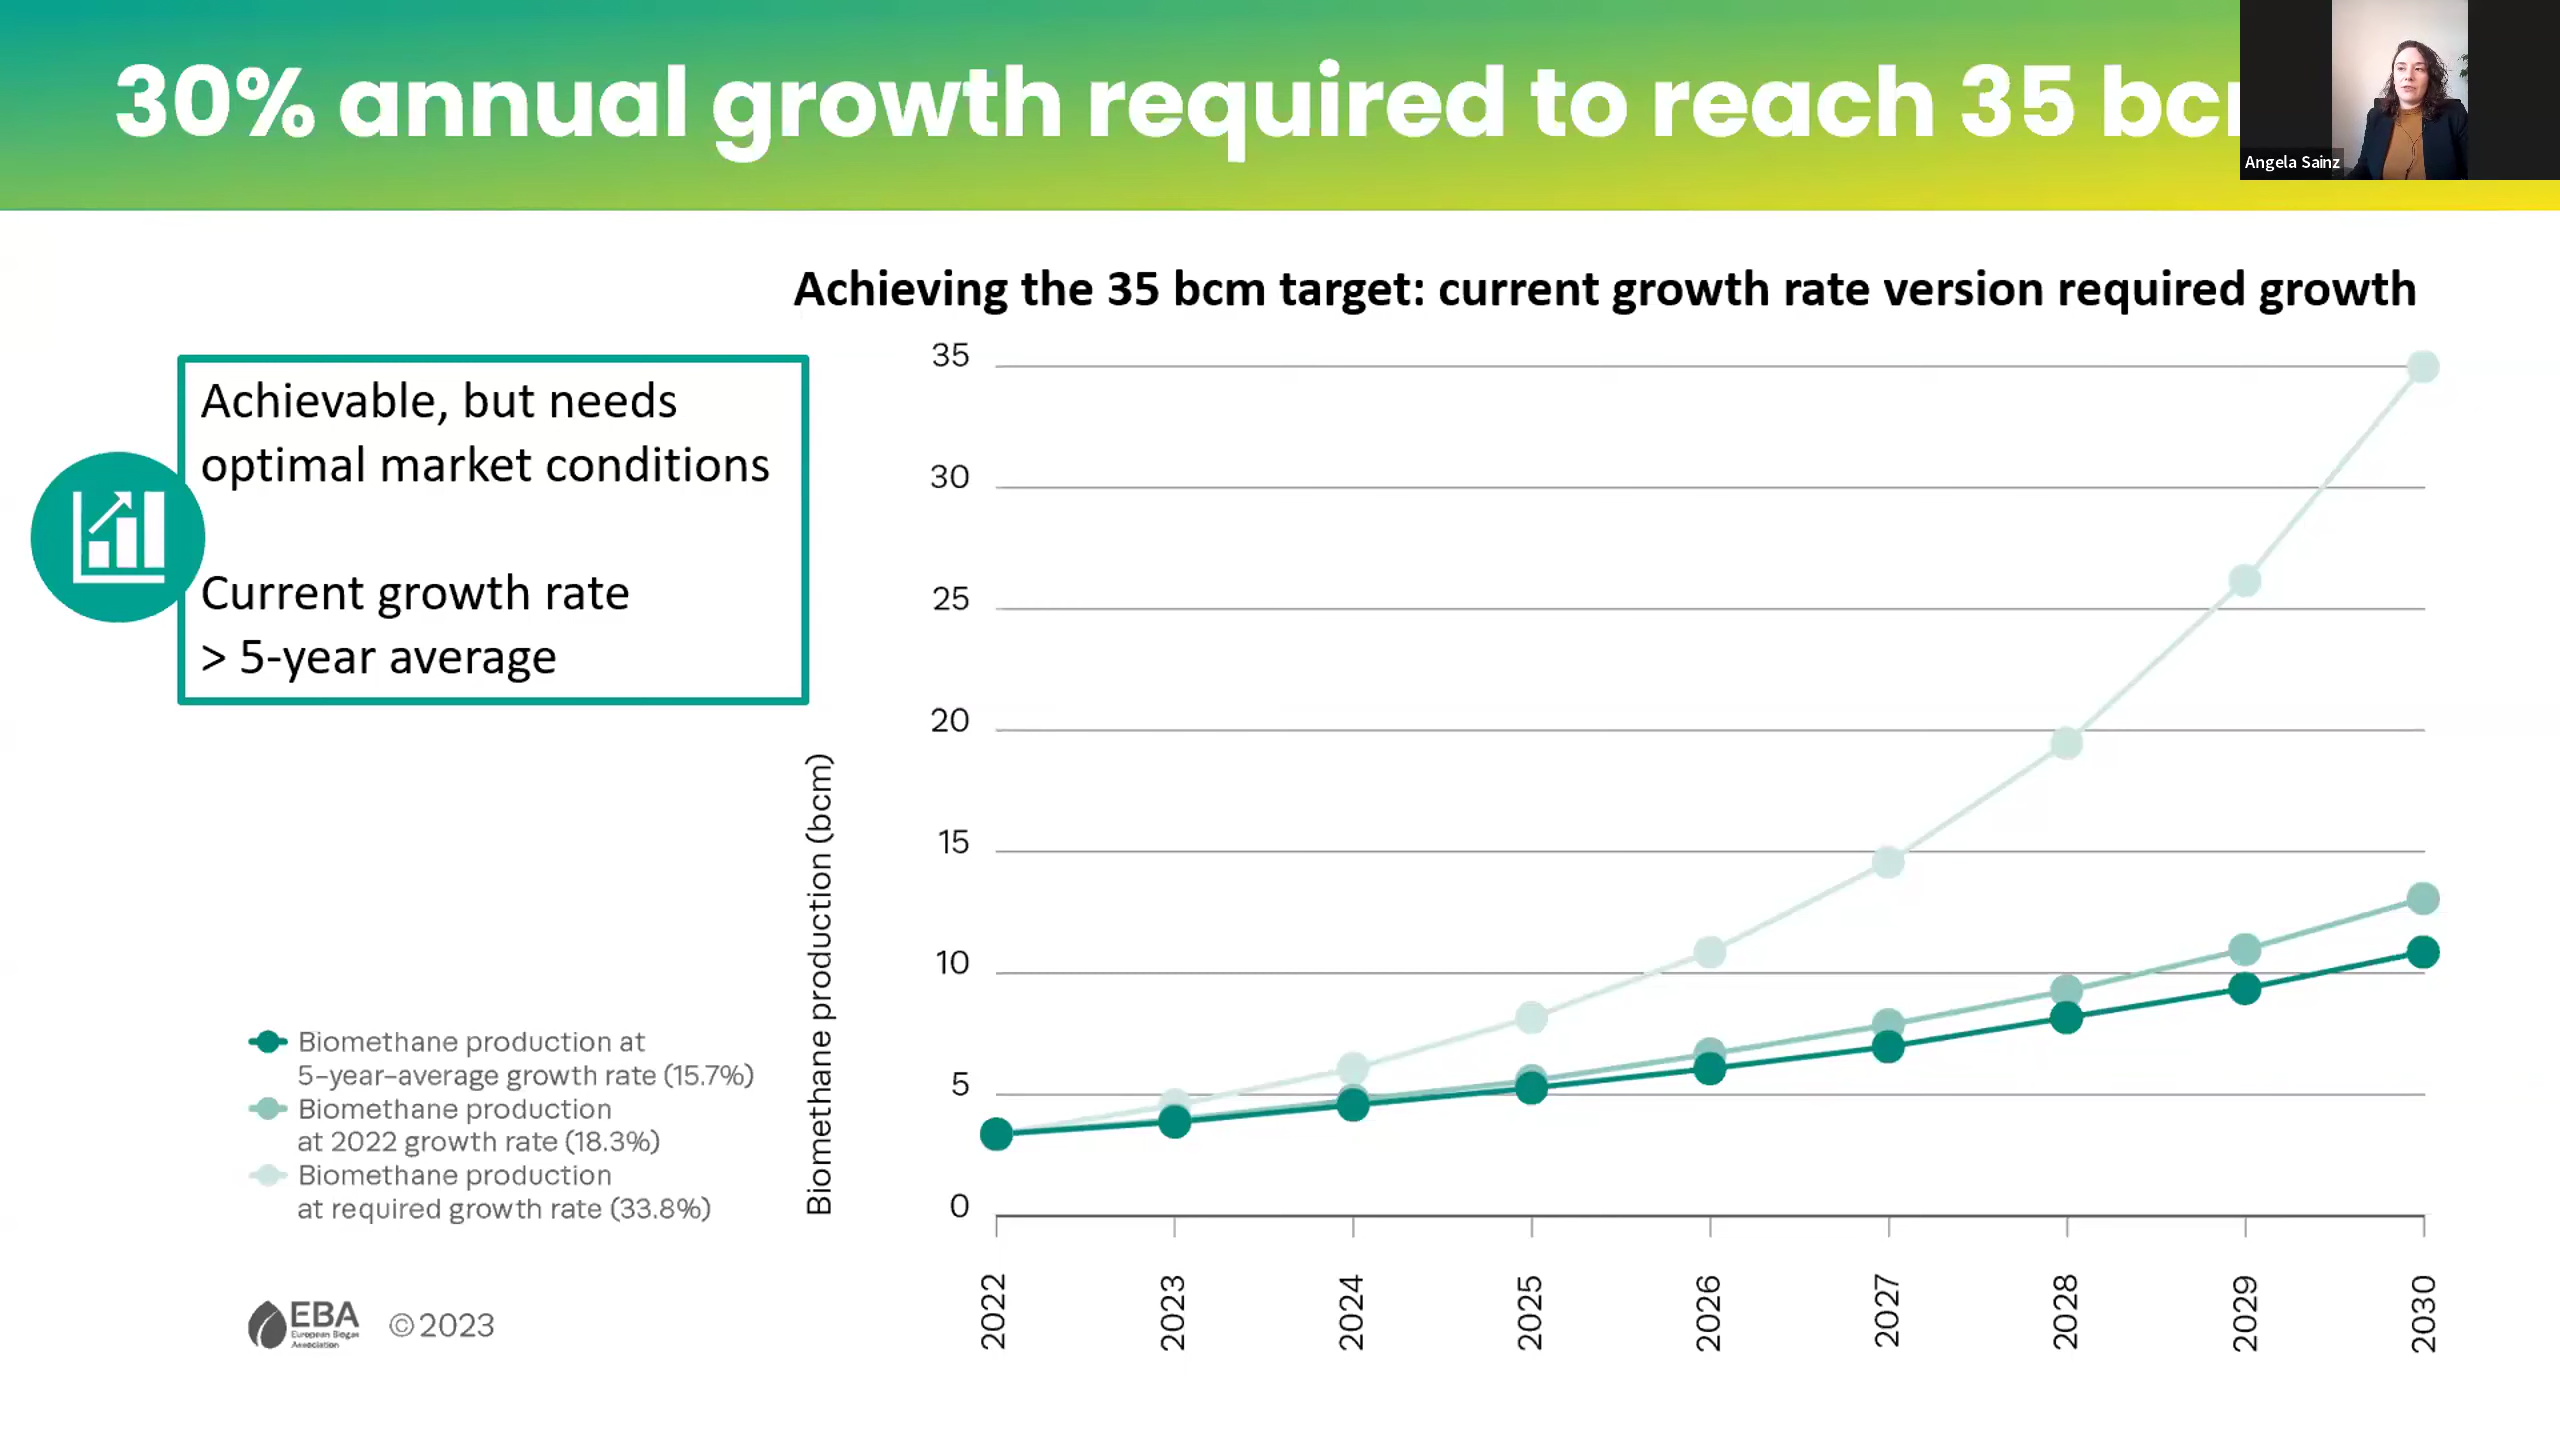 30% annual growth required to reach 35 bcm
Angela Sainz
Achieving the 35 bcm target: current growth rate version required growth
Achievable, but needs
optimal market conditions
Current growth rate
> 5-year average
Biomethane production (bcm)
35
30
25
20
15
10
5
0
2022
2023
2024
2025
2026
2027
2028
2029
2030
Biomethane production at
5-year-average growth rate (15.7%)
Biomethane production
at 2022 growth rate (18.3%)
Biomethane production
at required growth rate (33.8%)
EBA
European Biogas
Association
©2023